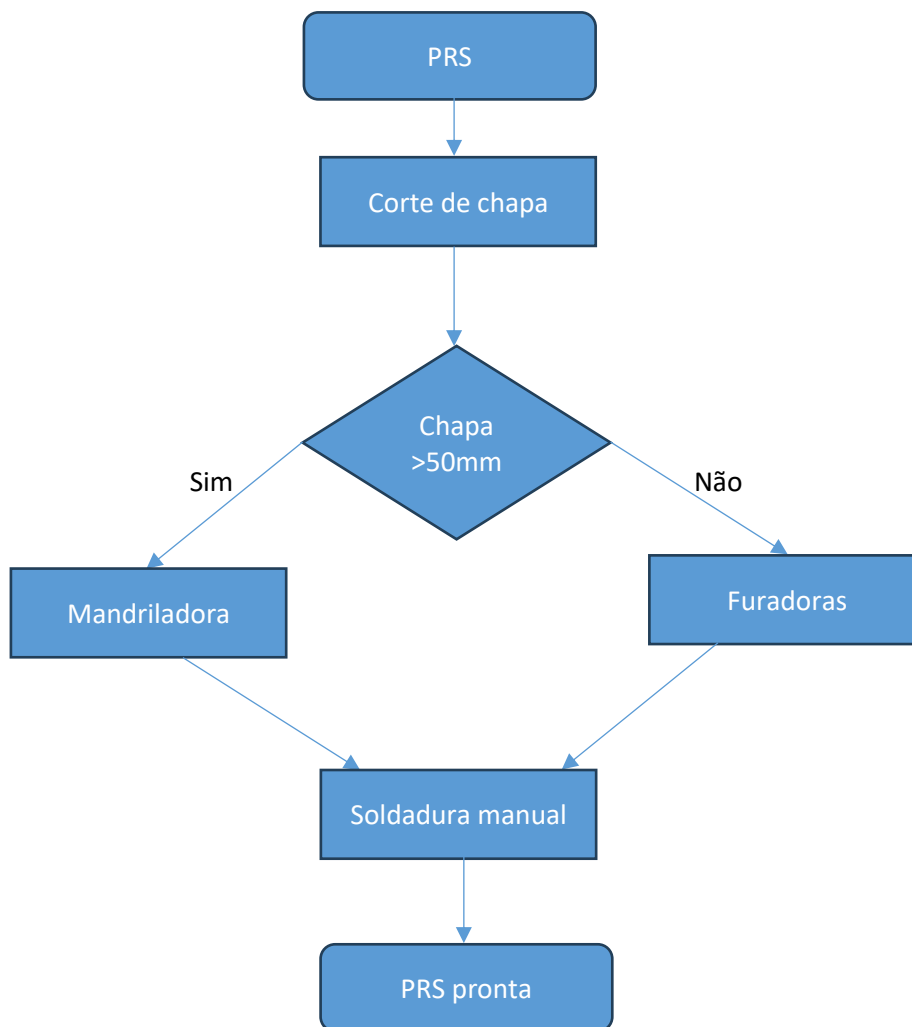 PRS
Corte de chapa
Chapa
>50mm
Sim
Não
Mandriladora
Furadoras
Soldadura manual
PRS pronta